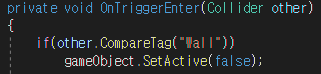 private void OnTriggerEnter(Collider other)
{
if(other.CompareTag("Wall"))
gameObject.SetActive(false);